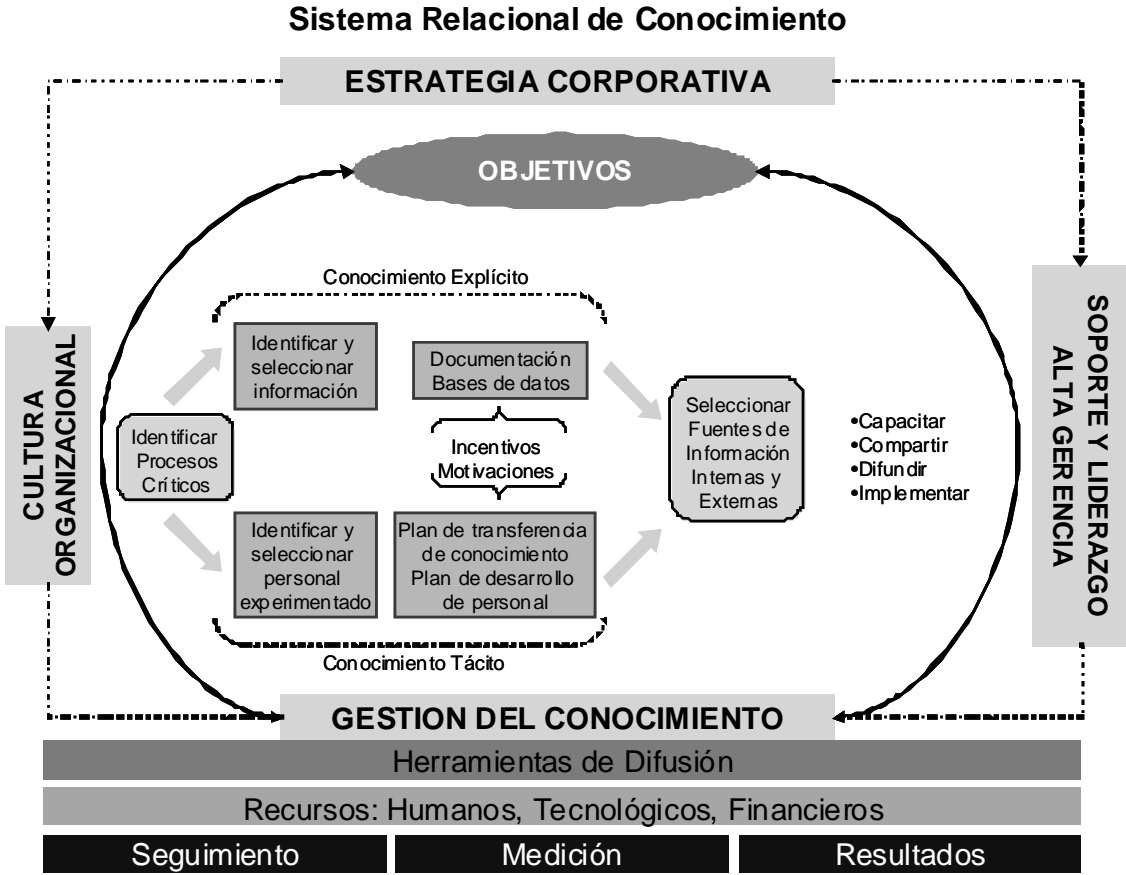 Sistema Relacional de Conocimiento
ESTRATEGIA CORPORATIVA
OBJETIVOS
Conocimiento Explícito
CULTURA
ORGANIZACIONAL
Identificar
Procesos
Críticos
Identificar y
seleccionar
información
Documentación
Bases de datos
Incentivos
Motivaciones
Identificar y
seleccionar
personal
experimentado
Plan de transferencia
de conocimiento
Plan de desarrollo
de personal
Conocimiento Tácito
Seleccionar
Fuentes de
Información
Internas y
Externas
•Capacitar
•Compartir
•Difundir
•Implementar
SOPORTE Y LIDERAZGO
ALTA GERENCIA
GESTION DEL CONOCIMIENTO
Herramientas de Difusión
Recursos: Humanos, Tecnológicos, Financieros
Seguimiento
Medición
Resultados